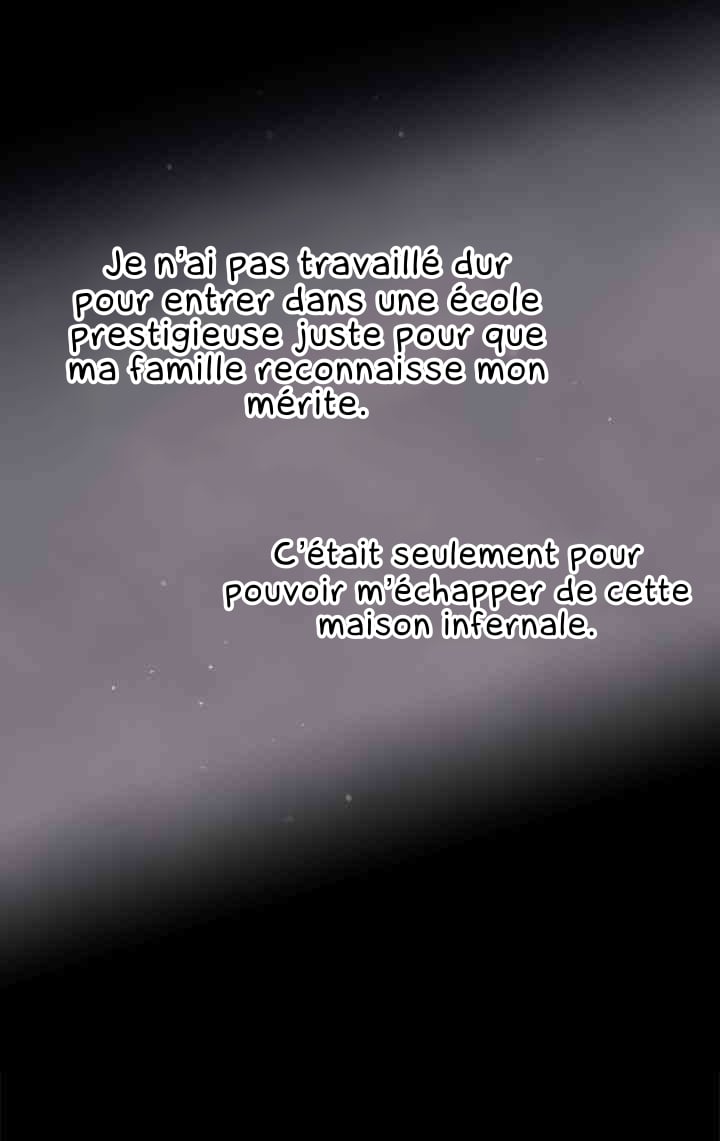 Je n'ai pas travaillé dur
pour entrer dans une école
prestigieuse juste pour que
ma famille reconnaisse mon
mérite.
C'était seulement pour
pouvoir m'échapper de cette
maison infernale.